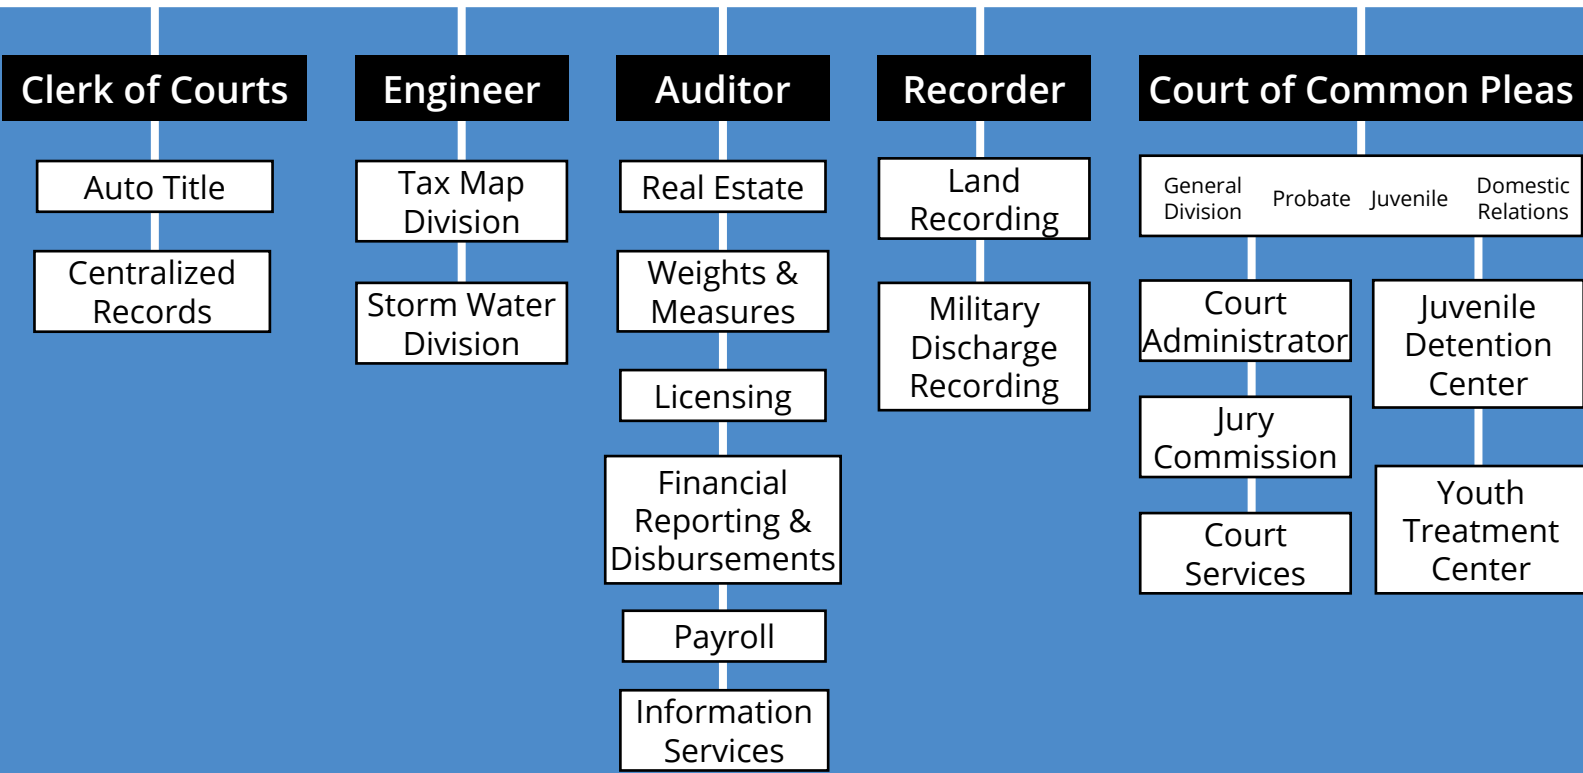 Clerk of Courts
Auto Title
Centralized
Records
Engineer
Tax Map
Division
Storm Water
Division
Auditor
Real Estate
Weights &
Measures
Licensing
Financial
Reporting &
Disbursements
Payroll
Information
Services
Recorder
Land
Recording
Military
Discharge
Recording
Court of Common Pleas
General
Division
Probate
Juvenile
Domestic
Relations
Court
Administrator
Jury
Commission
Court
Services
Juvenile
Detention
Center
Youth
Treatment
Center